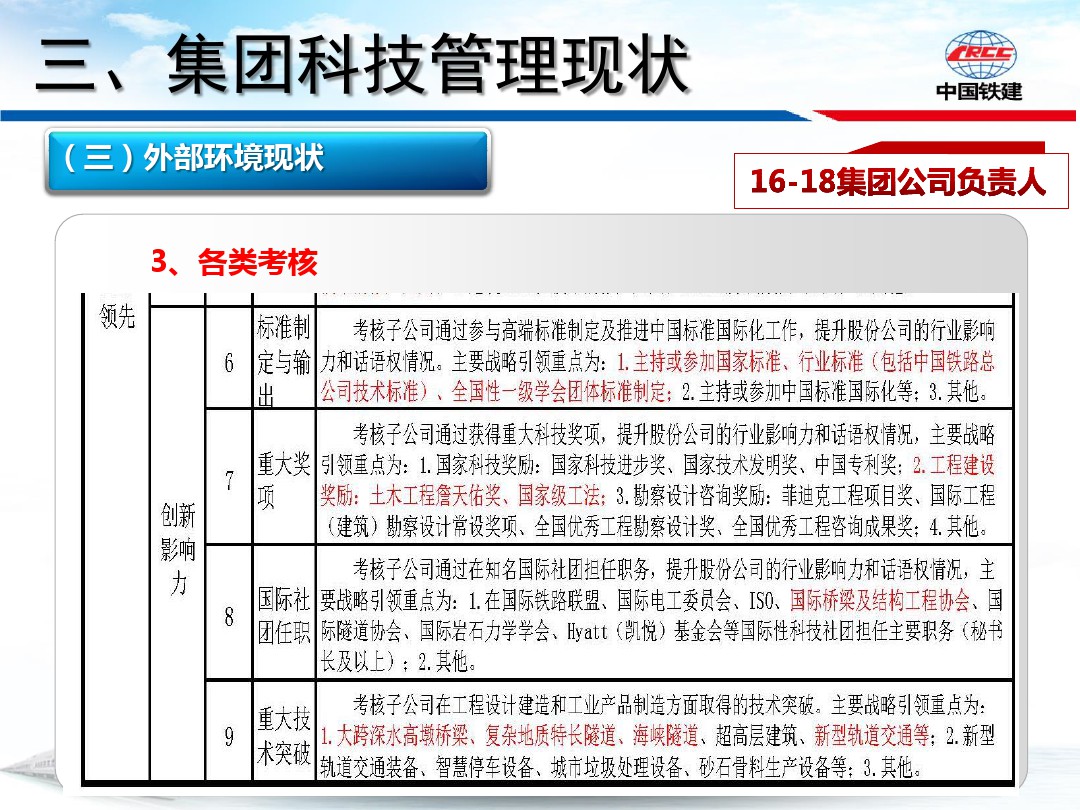 三、集团科技管理现状
CRCC
中国铁建
（三）外部环境现状
16-18集团公司负责人
3、各类考核
领先
创新
影响
力
6
标准制
定与输
出
考核子公司通过参与高端标准制定及推进中国标准国际化工作，提升股份公司的行业影响
力和话语权情况。主要战略引领重点为：1.主持或参加国家标准、行业标准（包括中国铁路总
公司技术标准）、全国性一级学会团体标准制定；2.主持或参加中国标准国际化等；3.其他。
7
重大奖
项
考核子公司通过获得重大科技奖项，提升股份公司的行业影响力和话语权情况，主要战略
引领重点为：1.国家科技奖励：国家科技进步奖、国家技术发明奖、中国专利奖；2.工程建设
奖励：土木工程詹天佑奖、国家级工法；3.勘察设计咨询奖励：菲迪克工程项目奖、国际工程
（建筑）勘察设计常设奖项、全国优秀工程勘察设计奖、全国优秀工程咨询成果奖；4.其他。
8
国际社
团任职
考核子公司通过在知名国际社团担任职务，提升股份公司的行业影响力和话语权情况，主
要战略引领重点为：1.在国际铁路联盟、国际电工委员会、ISO、国际桥梁及结构工程协会、国
际隧道协会、国际岩石力学学会、Hyatt（凯悦）基金会等国际性科技社团担任主要职务（秘书
长及以上）；2.其他。
9
重大技
术突破
考核子公司在工程设计建造和工业产品制造方面取得的技术突破。主要战略引领重点为：
1.大跨深水高墩桥梁、复杂地质特长隧道、海峡隧道、超高层建筑、新型轨道交通等；2.新型
轨道交通装备、智慧停车设备、城市垃圾处理设备、砂石骨料生产设备等；3.其他。